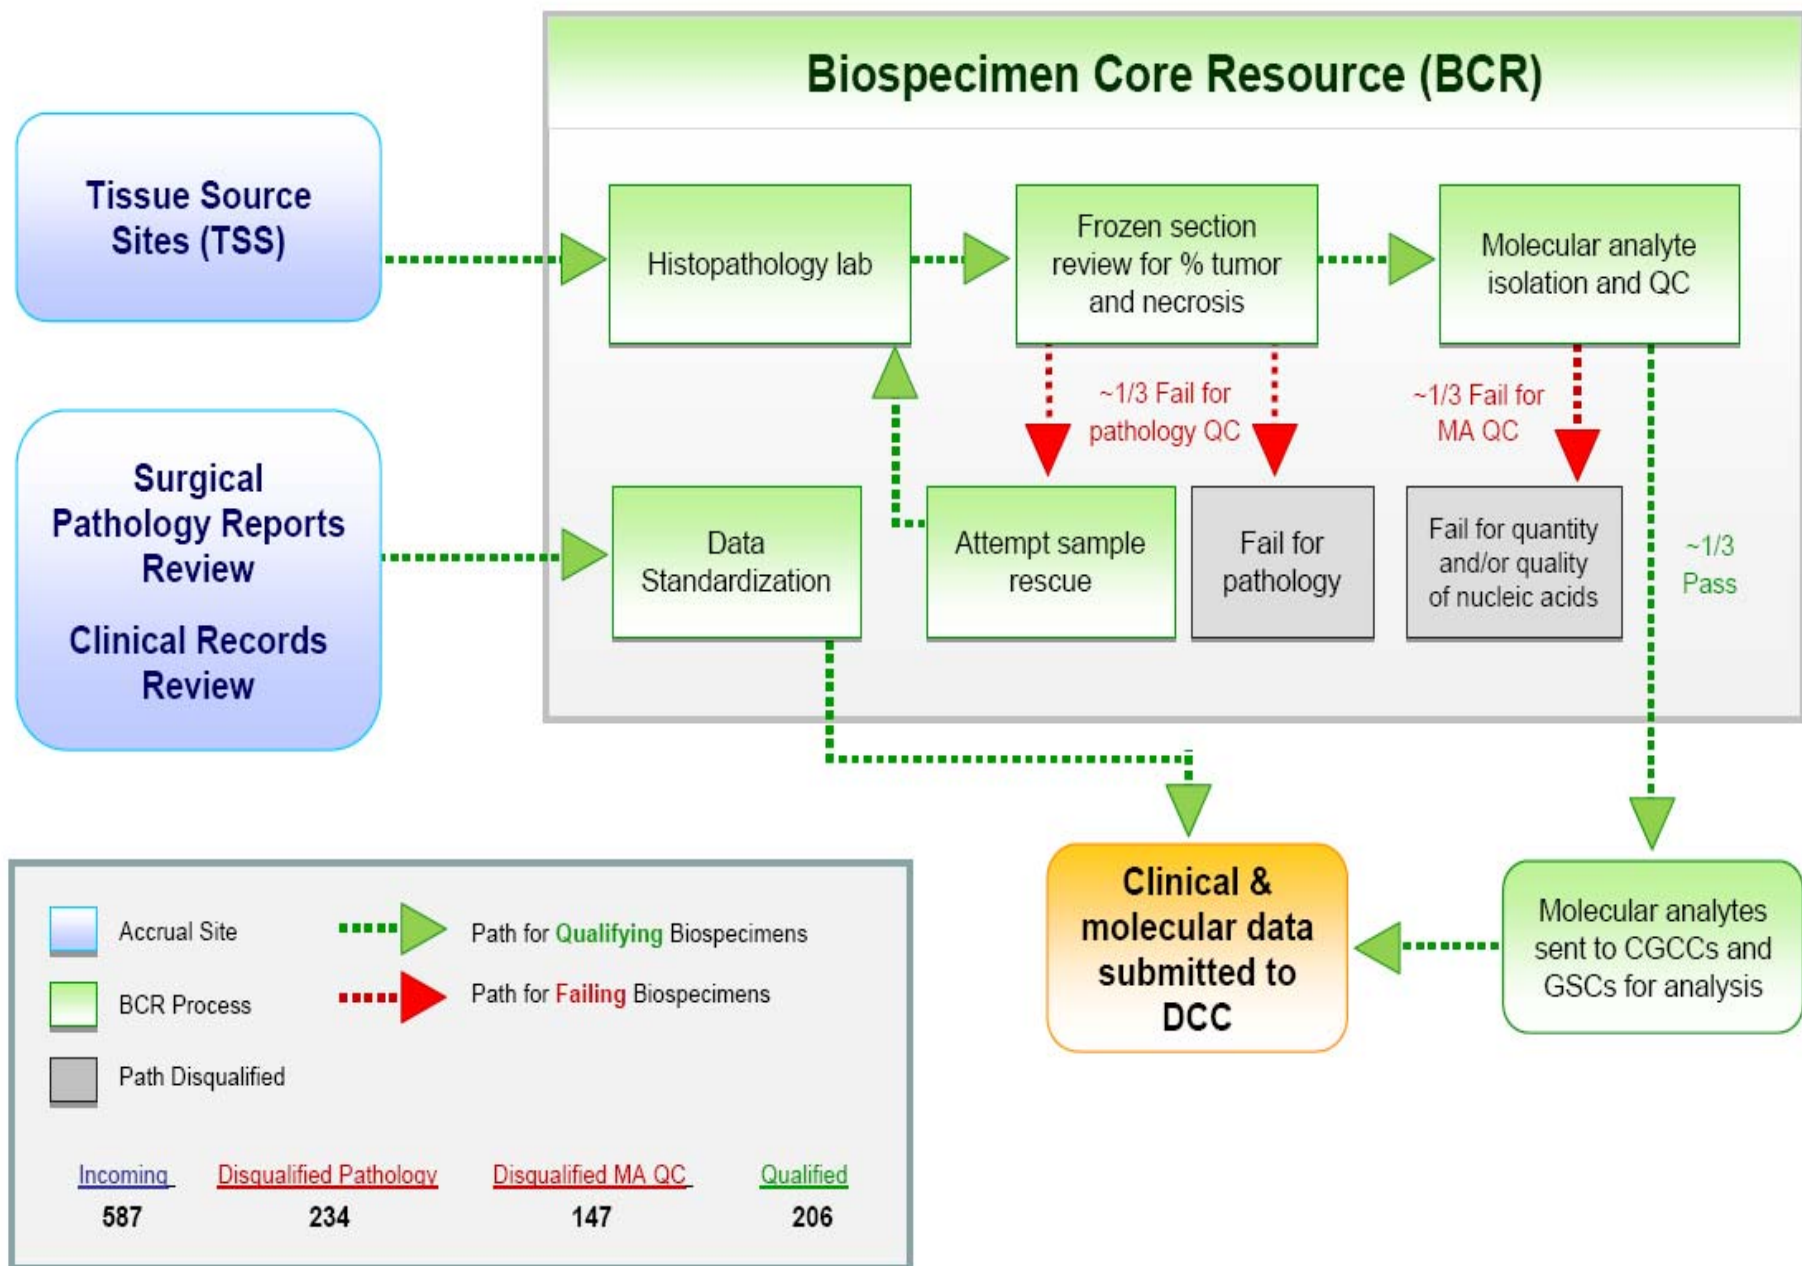 Biospecimen Core Resource (BCR)
Tissue Source
Sites (TSS)
Histopathology lab
Frozen section
review for % tumor
and necrosis
Molecular analyte
isolation and QC
~1/3 Fail for
pathology QC
~1/3 Fail for
MA QC
Surgical
Pathology Reports
Review
Clinical Records
Review
Data
Standardization
Attempt sample
rescue
Fail for
pathology
Fail for quantity
and/or quality
of nucleic acids
~1/3
Pass
Clinical &
molecular data
submitted to
DCC
Molecular analytes
sent to CGCCs and
GSCs for analysis
Accrual Site
Path for Qualifying Biospecimens
BCR Process
Path for Failing Biospecimens
Path Disqualified
Incoming Disqualified Pathology Disqualified MA QC Qualified
587 234 147 206